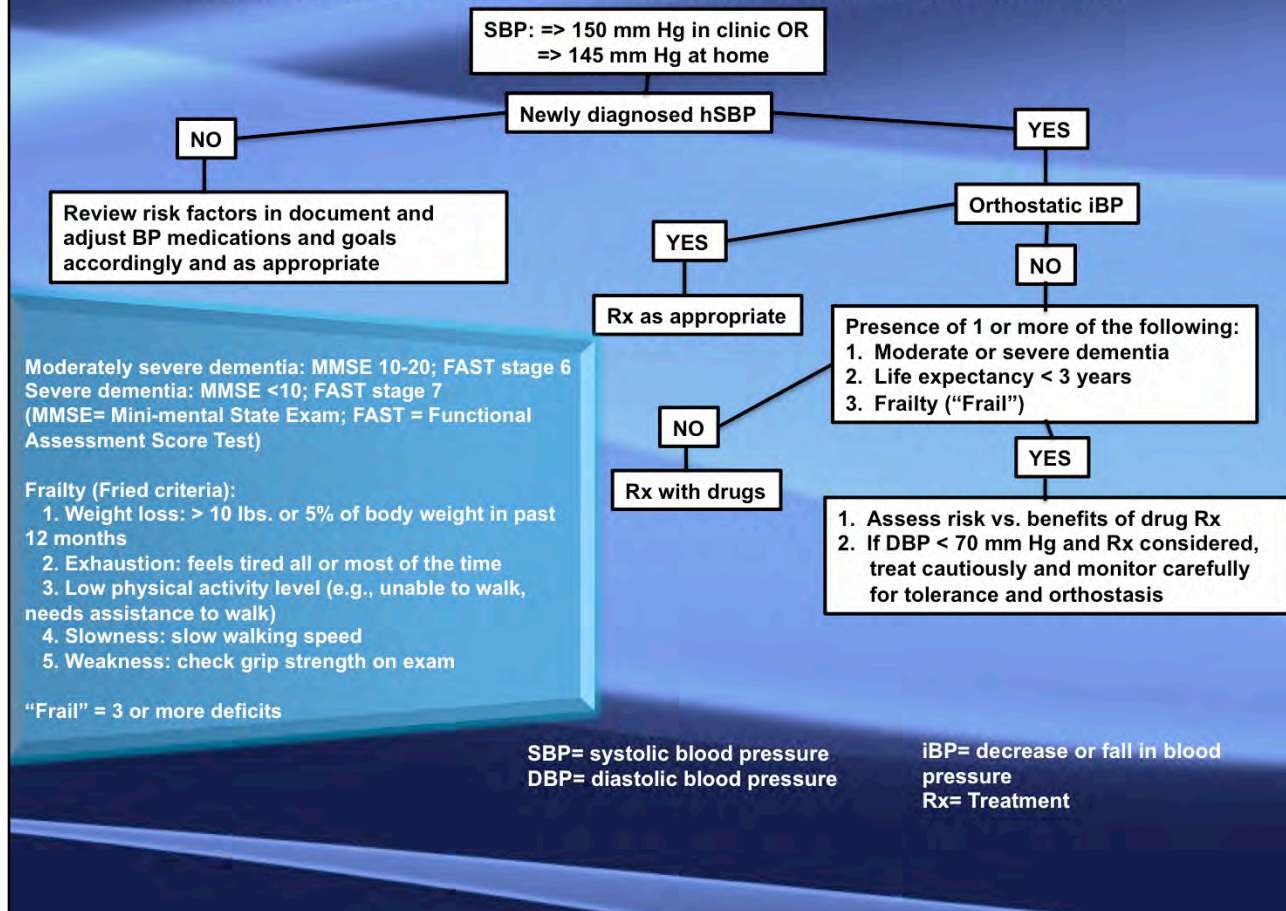 SBP: => 150 mm Hg in clinic OR
=> 145 mm Hg at home
Newly diagnosed hSBP
NO
YES
Review risk factors in document and
adjust BP medications and goals
accordingly and as appropriate
Orthostatic iBP
YES
NO
Rx as appropriate
Presence of 1 or more of the following:
1. Moderate or severe dementia
2. Life expectancy < 3 years
3. Frailty (“Frail”)
NO
YES
Rx with drugs
1. Assess risk vs. benefits of drug Rx
2. If DBP < 70 mm Hg and Rx considered,
treat cautiously and monitor carefully
for tolerance and orthostasis
Moderately severe dementia: MMSE 10-20; FAST stage 6
Severe dementia: MMSE <10; FAST stage 7
(MMSE= Mini-mental State Exam; FAST = Functional
Assessment Score Test)
Frailty (Fried criteria):
1. Weight loss: > 10 lbs. or 5% of body weight in past
12 months
2. Exhaustion: feels tired all or most of the time
3. Low physical activity level (e.g., unable to walk,
needs assistance to walk)
4. Slowness: slow walking speed
5. Weakness: check grip strength on exam
“Frail” = 3 or more deficits
SBP= systolic blood pressure
DBP= diastolic blood pressure
iBP= decrease or fall in blood
pressure
Rx= Treatment